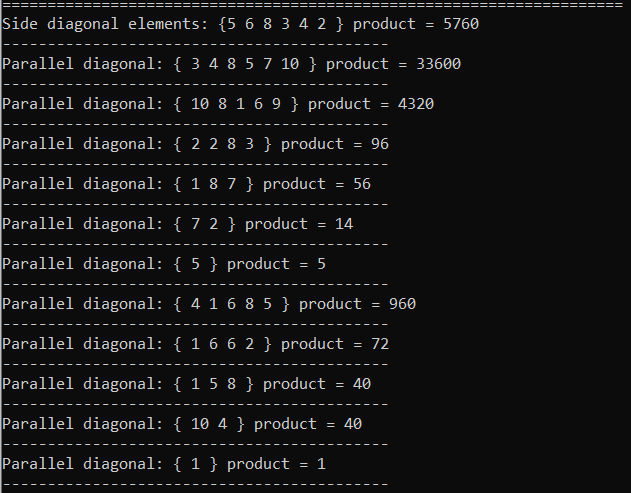 =====================================================================
Side diagonal elements: {5 6 8 3 4 2 } product = 5760
-------------------------------------------
Parallel diagonal: { 3 4 8 5 7 10 } product = 33600
-------------------------------------------
Parallel diagonal: { 10 8 1 6 9 } product = 4320
-------------------------------------------
Parallel diagonal: { 2 2 8 3 } product = 96
-------------------------------------------
Parallel diagonal: { 1 8 7 } product = 56
-------------------------------------------
Parallel diagonal: { 7 2 } product = 14
-------------------------------------------
Parallel diagonal: { 5 } product = 5
-------------------------------------------
Parallel diagonal: { 4 1 6 8 5 } product = 960
-------------------------------------------
Parallel diagonal: { 1 6 6 2 } product = 72
-------------------------------------------
Parallel diagonal: { 1 5 8 } product = 40
-------------------------------------------
Parallel diagonal: { 10 4 } product = 40
-------------------------------------------
Parallel diagonal: { 1 } product = 1
-------------------------------------------